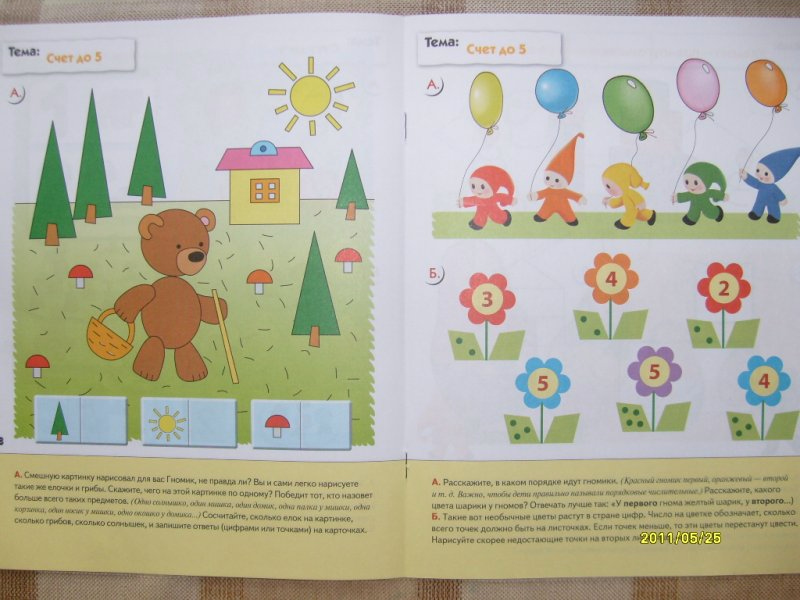 Тема: Счет до 5
А.
8
А. Смешную картинку нарисовал для вас Гномик, не правда ли? Вы и сами легко нарисуете
такие же елочки и грибы. Скажите, чего на этой картинке по одному? Победит тот, кто назовет
больше всего таких предметов. (Одно солнышко, один мишка, один домик, одна палка у мишки, одна
корзинка, один носик у мишки, одно окошко у домика...) Сосчитайте, сколько елок на картинке,
сколько грибов, сколько солнышек, и запишите ответы (цифрами или точками) на карточках.
Тема: Счет до 5
А.
Б.
3
4
2
5
5
4
А. Расскажите, в каком порядке идут гномики. (Красный гномик первый, оранжевый — второй
и т. д. Важно, чтобы дети правильно называли порядковые числительные.) Расскажите, какого
цвета шарики у гномов? Отвечать лучше так: «У первого гнома желтый шарик, у второго...)
Б. Такие вот необычные цветы растут в стране цифр. Число на цветке обозначает, сколько
всего точек должно быть на листочках. Если точек меньше, то эти цветы перестанут цвести.
Нарисуйте скорее недостающие точки на вторых
2011/05/25